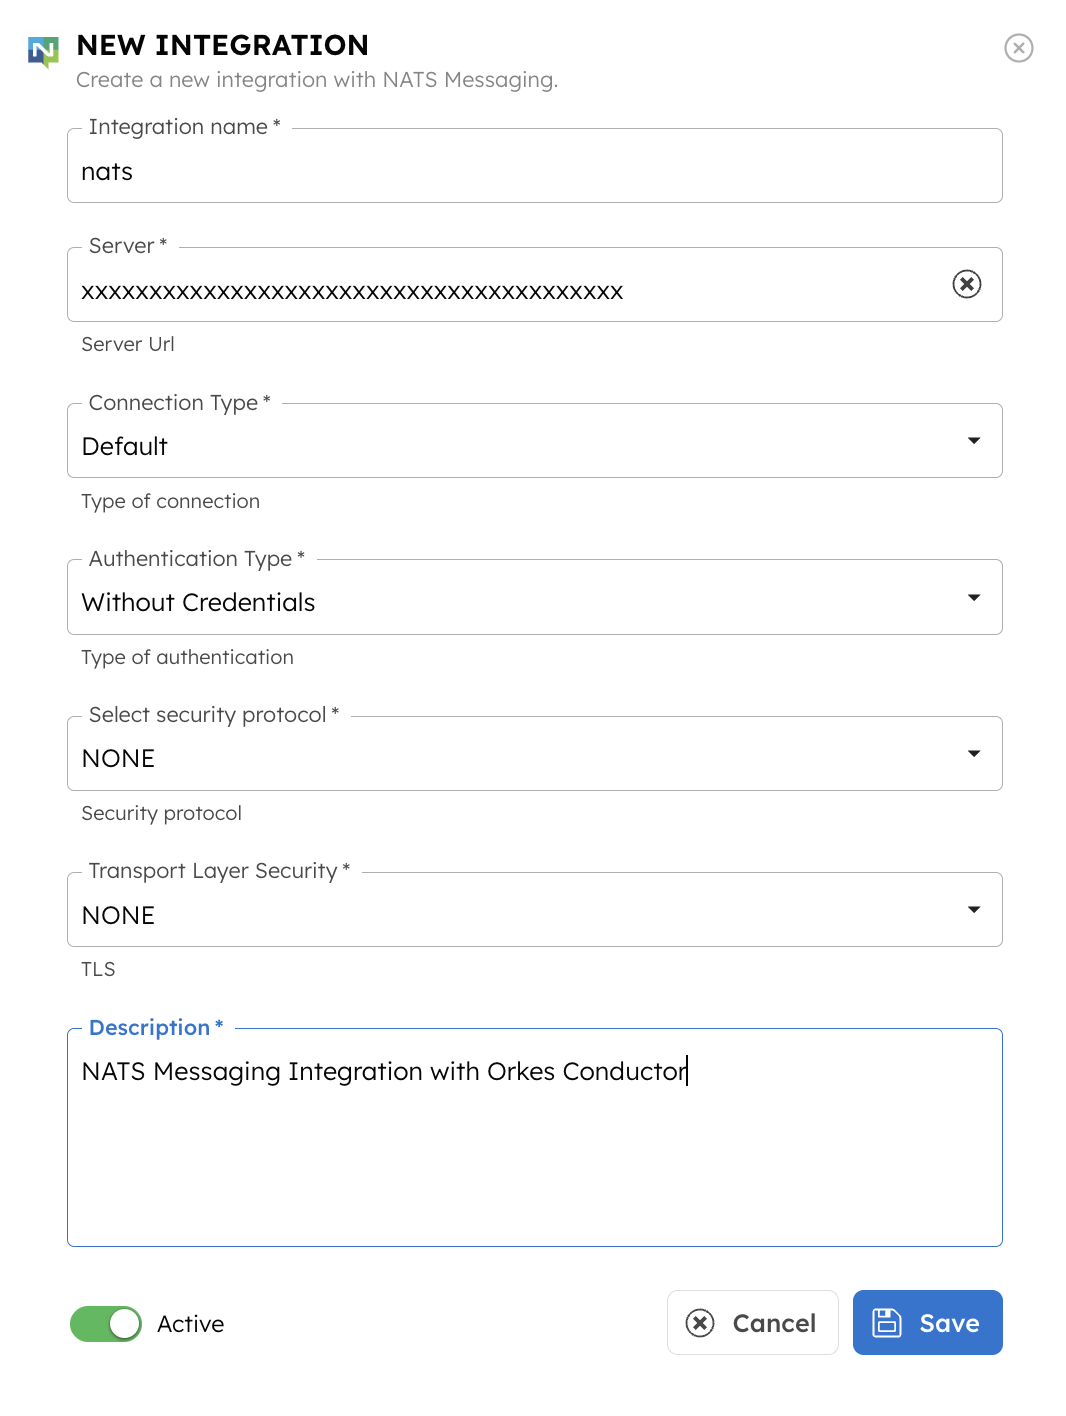 NEW INTEGRATION
Create a new integration with NATS Messaging.
Integration name *
nats
Server *
xxxxxxxxxxxxxxxxxxxxxxxxxxxxxxxxxxxxxxxx
Server Url
Connection Type *
Default
Type of connection
Authentication Type *
Without Credentials
Type of authentication
Select security protocol *
NONE
Security protocol
Transport Layer Security *
NONE
TLS
Description *
NATS Messaging Integration with Orkes Conductor
Active
Cancel
Save